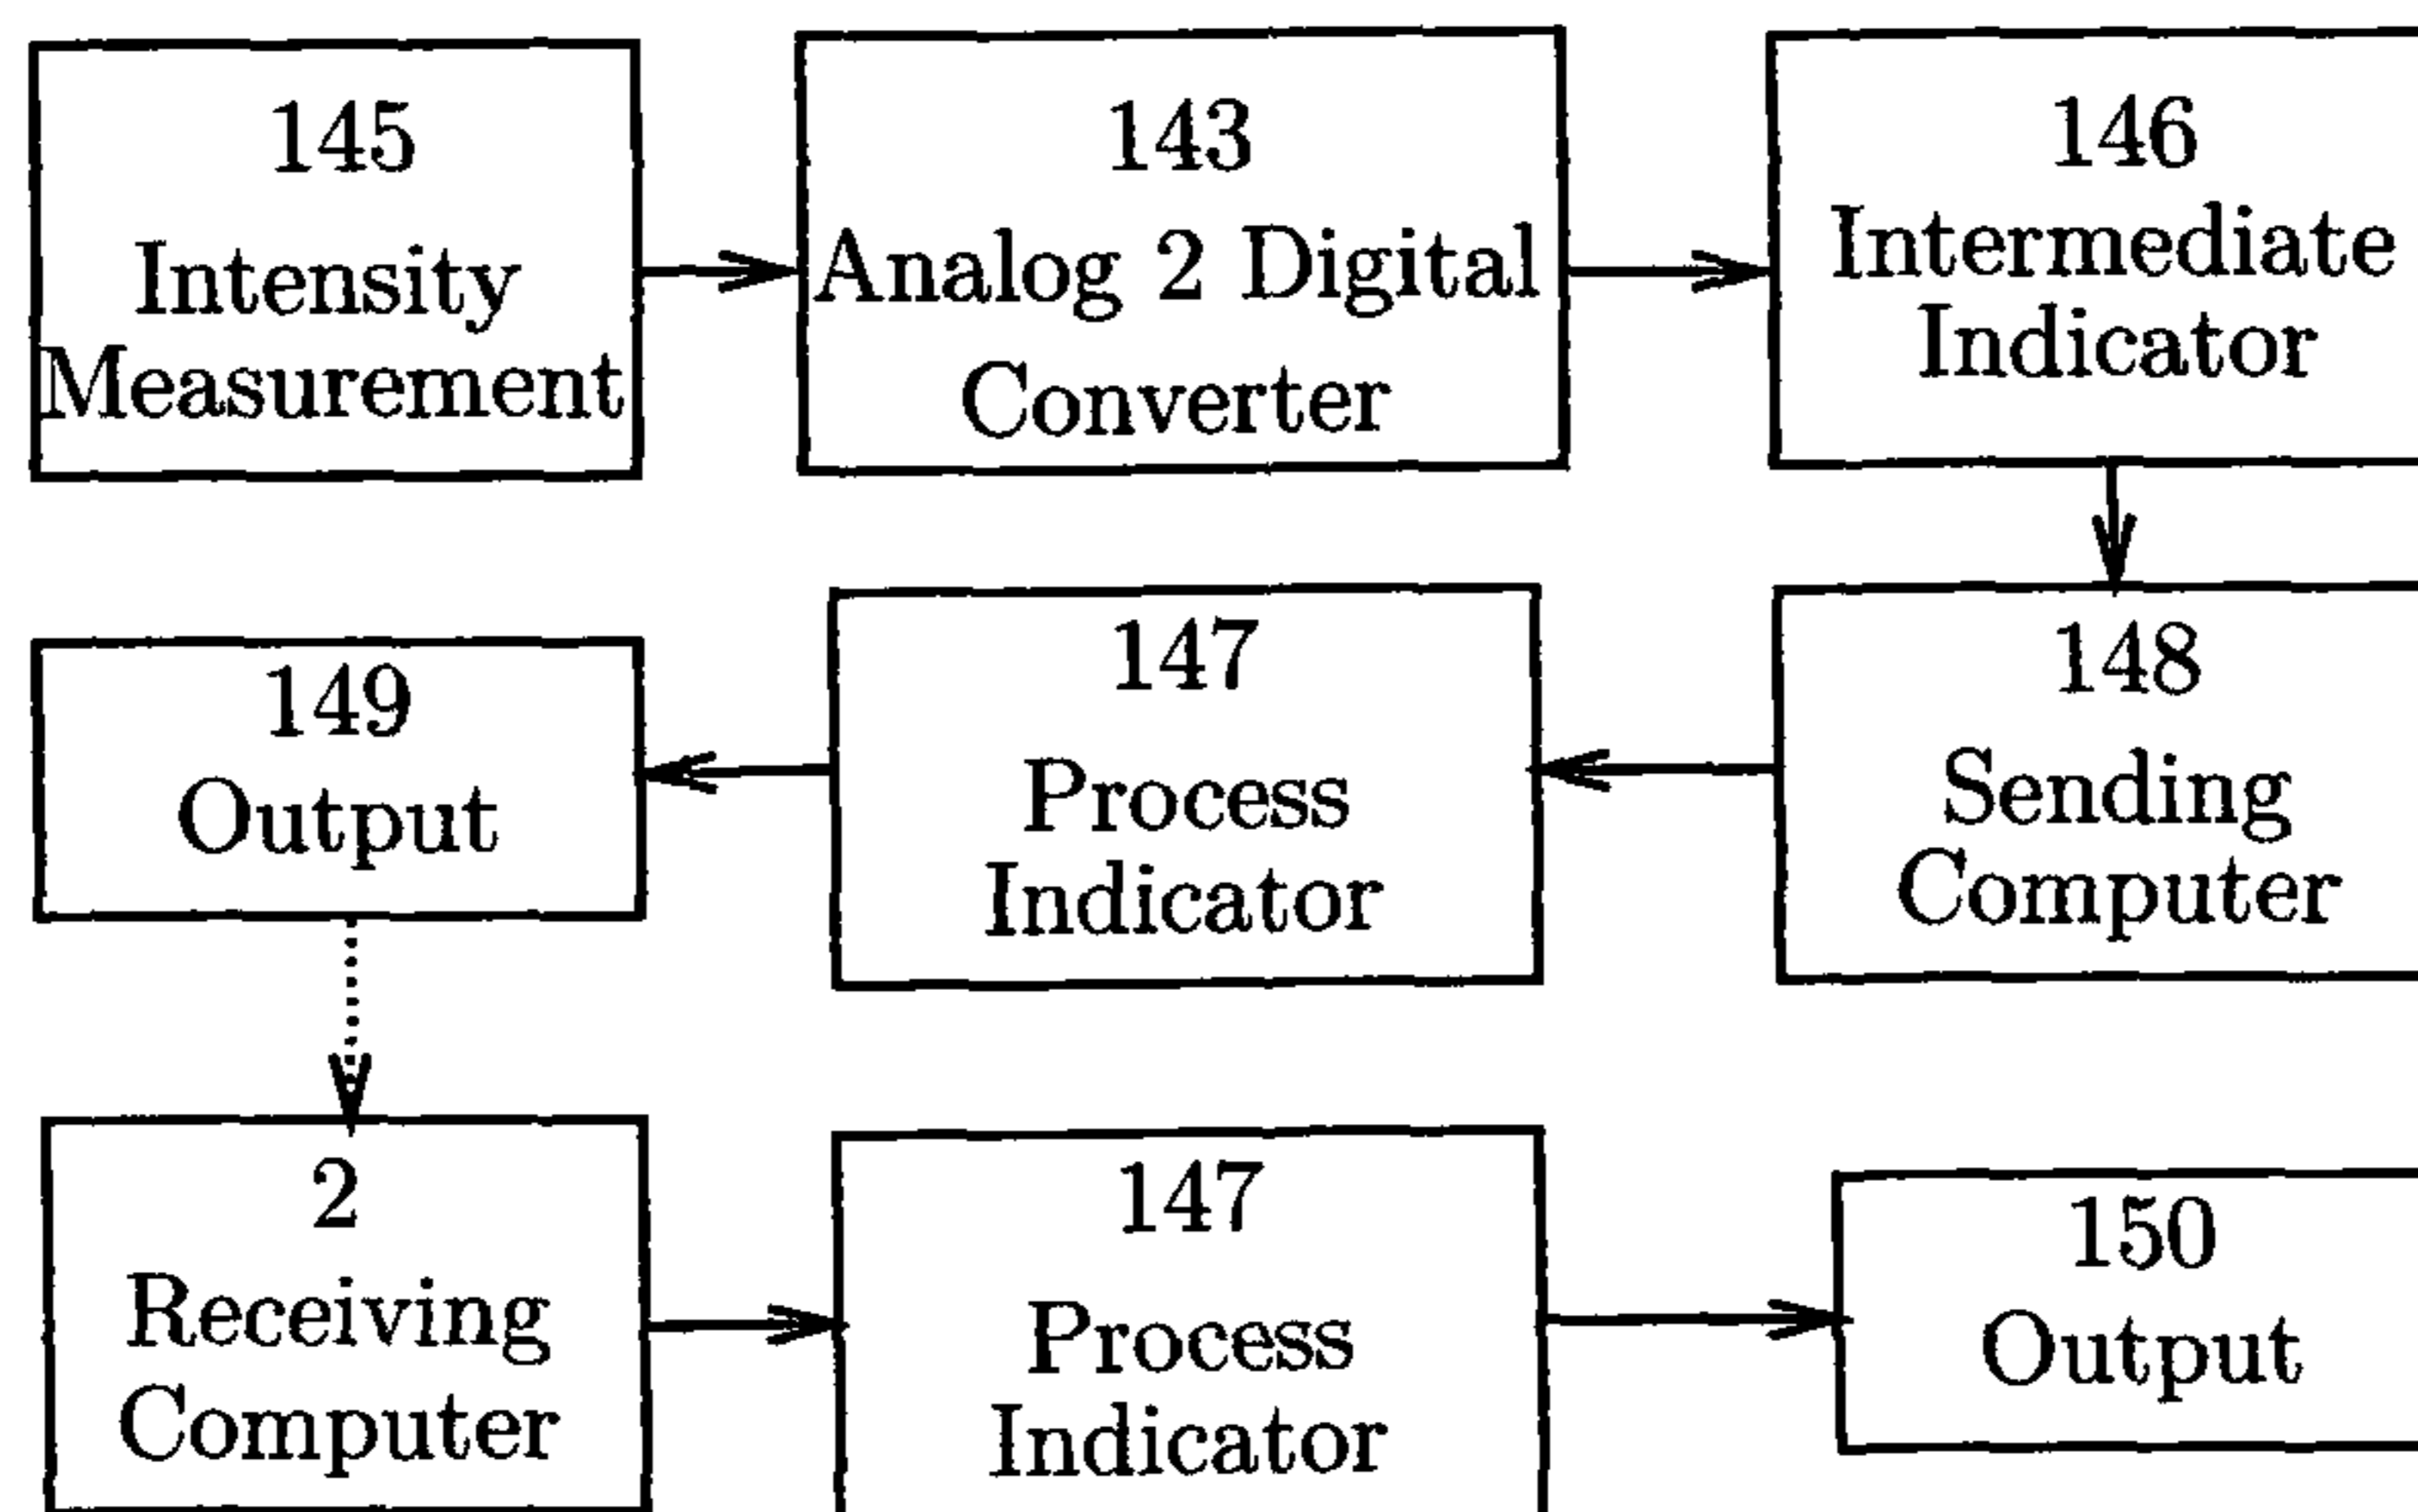 145
Intensity
Measurement
143
Analog 2 Digital
Converter
146
Intermediate
Indicator
149
Output
147
Process
Indicator
148
Sending
Computer
2
Receiving
Computer
147
Process
Indicator
150
Output